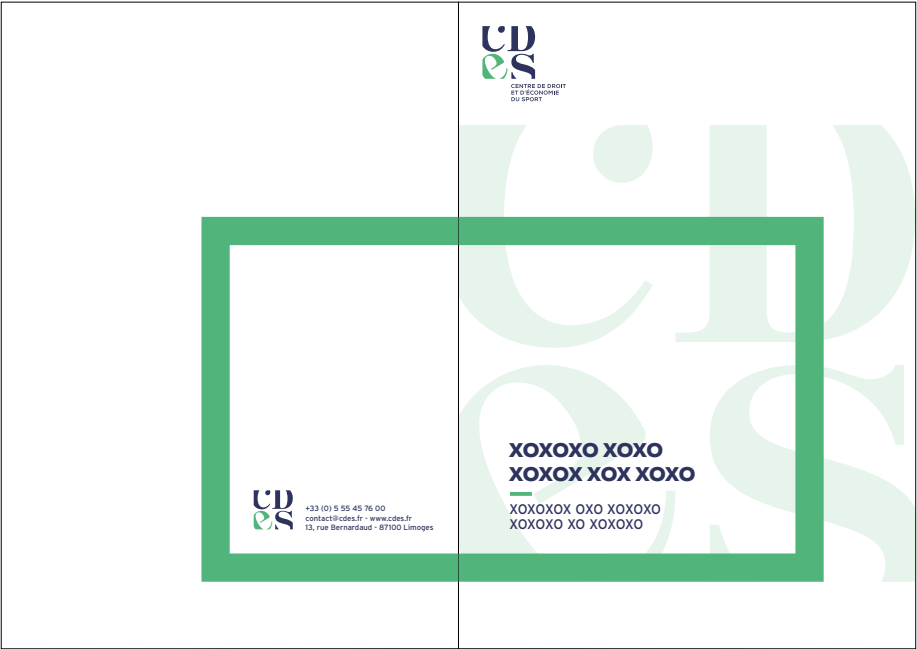 CDes
CENTRE DE DROIT
ET D'ÉCONOMIE
DU SPORT
CD
es
XOXOXO XOXO
XOXOX XOX XOXO
XOXOXOX OXO XOXOXO
XOXOXO XO XOXOXO
CDes
+33 (0) 5 55 45 76 00
contact@cdes.fr - www.cdes.fr
13, rue Bernardaud - 87100 Limoges